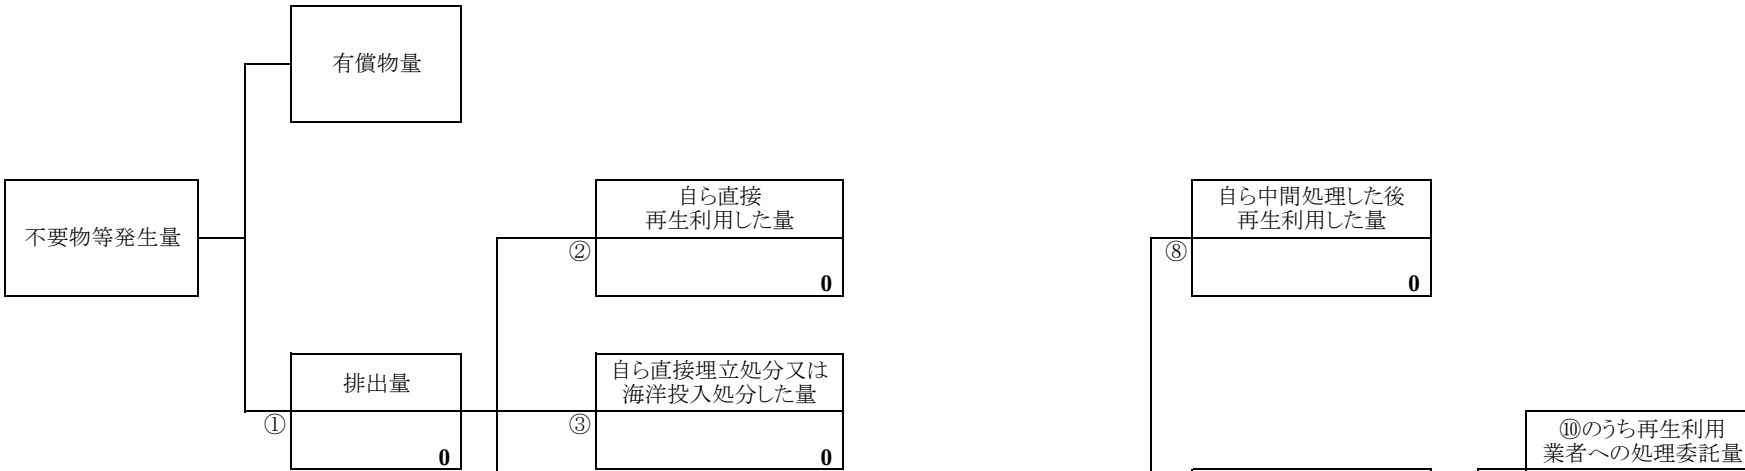 有償物量
不要物等発生量
自ら直接
再生利用した量
②
0
自ら中間処理した後
再生利用した量
⑧
0
排出量
①
0
自ら直接埋立処分又は
海洋投入処分した量
③
0
⑩のうち再生利用
業者への処理委託量